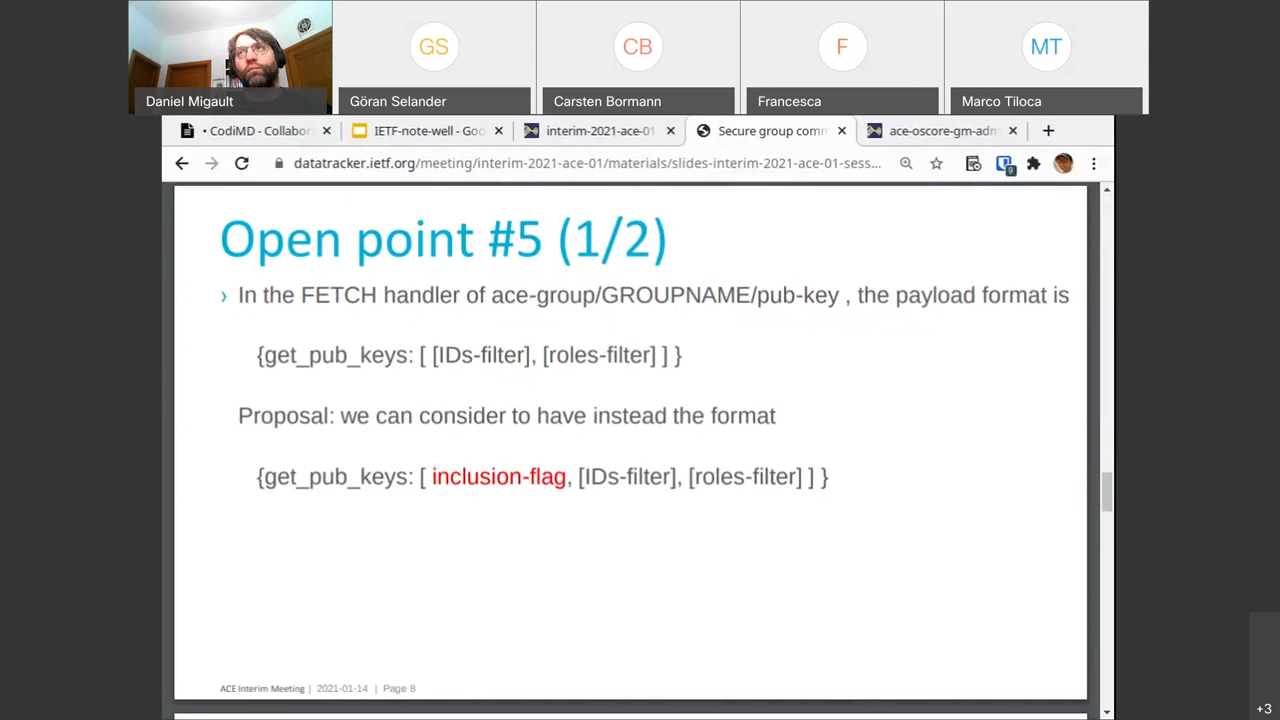 GS
CB
F
MT
Daniel Migault
Göran Selander
Carsten Bormann
Francesca
Marco Tiloca
• CodiMD - Collabor
IETF-note-well - Goo
interim-2021-ace-01
Secure group comm
ace-oscore-gm-adm
datatracker.ietf.org/meeting/interim-2021-ace-01/materials/slides-interim-2021-ace-01-sess...
9
Open point #5 (1/2)
› In the FETCH handler of ace-group/GROUPNAME/pub-key , the payload format is
{get_pub_keys: [ [IDs-filter], [roles-filter] ] }
Proposal: we can consider to have instead the format
{get_pub_keys: [ inclusion-flag, [IDs-filter], [roles-filter] ] }
ACE Interim Meeting | 2021-01-14 | Page 8
+3